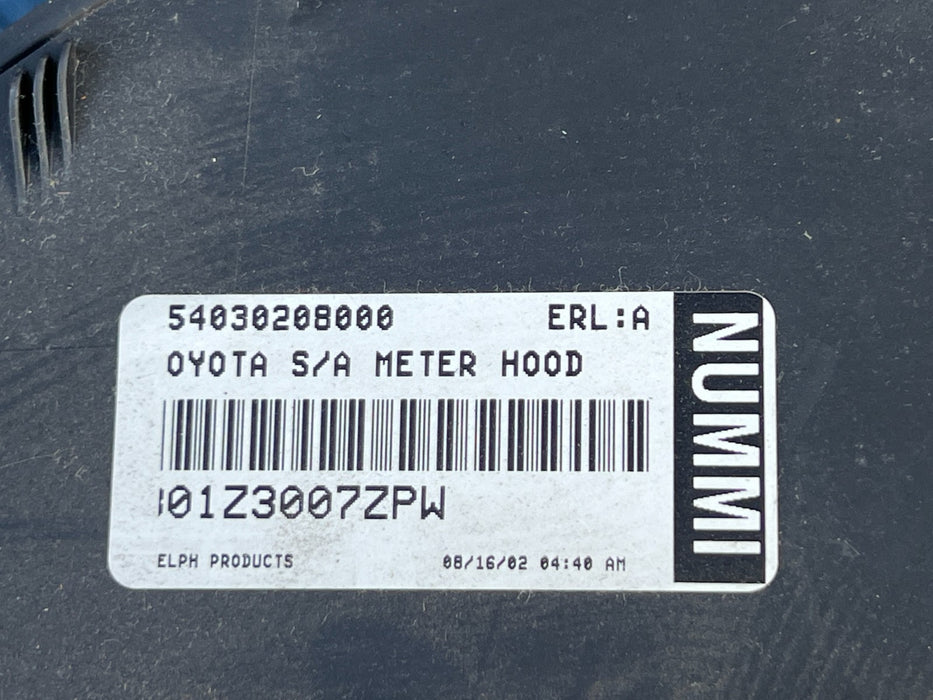 54030208000 ERL:A
OYOTA S/A METER HOOD
01Z3007ZPW
ELPH PRODUCTS 08/16/02 04:40 AM
NUMMI